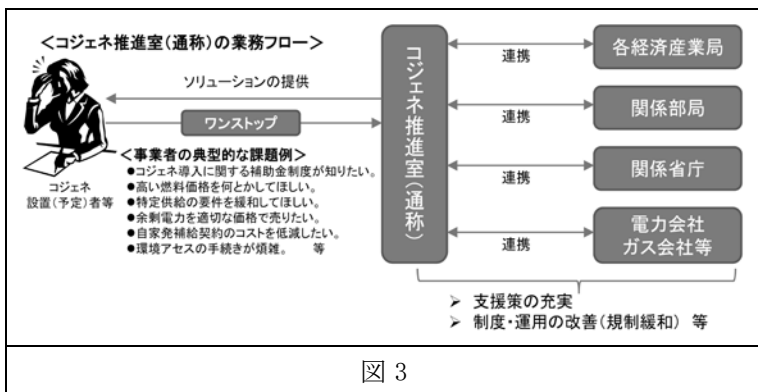 ＜コジェネ推進室(通称)の業務フロー＞
ソリューションの提供
ワンストップ
＜事業者の典型的な課題例＞
●コジェネ導入に関する補助金制度が知りたい。
●高い燃料価格を何とかしてほしい。
●特定供給の要件を緩和してほしい。
●余剰電力を適切な価格で売りたい。
●自家発補給契約のコストを低減したい。
●環境アセスの手続きが煩雑。　等
コジェネ
設置(予定)者等
コジェネ推進室(通称)
連携
各経済産業局
連携
関係部局
連携
関係省庁
連携
電力会社
ガス会社等
➢ 支援策の充実
➢ 制度・運用の改善(規制緩和) 等
図 3